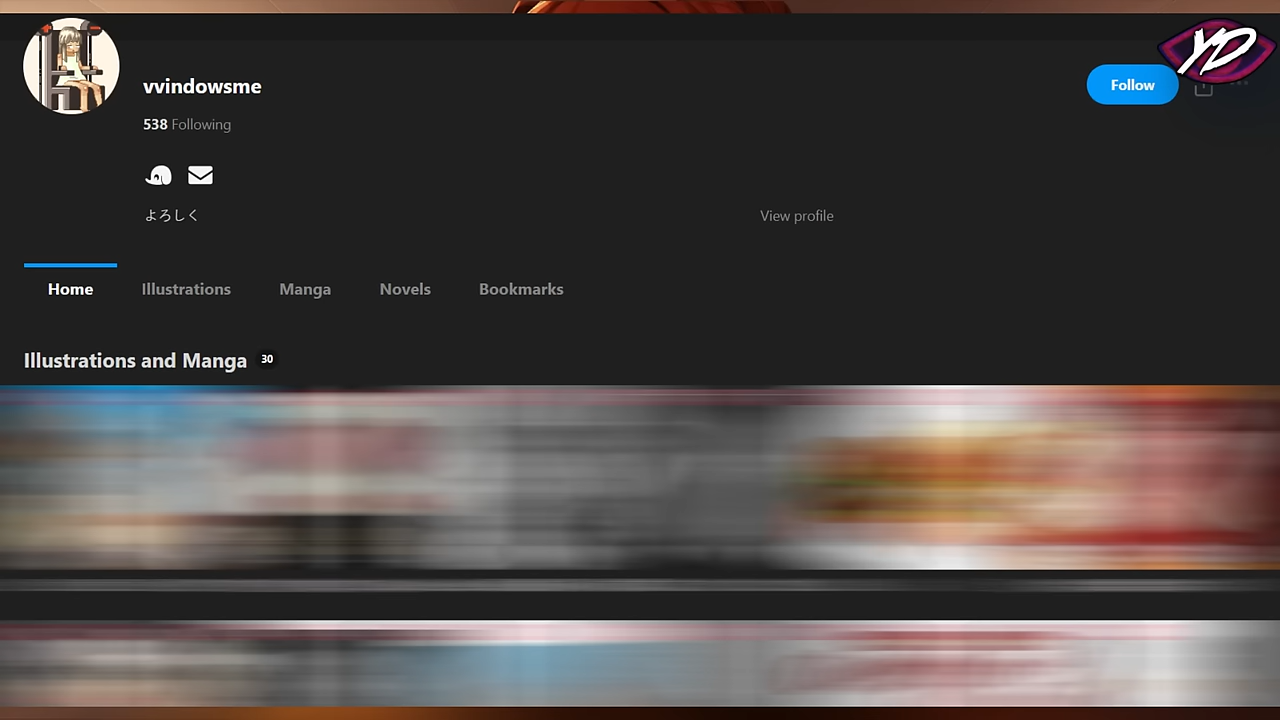 YD
vvindowsme
Follow
538 Following
よろしく
View profile
Home Illustrations Manga Novels Bookmarks
Illustrations and Manga 30